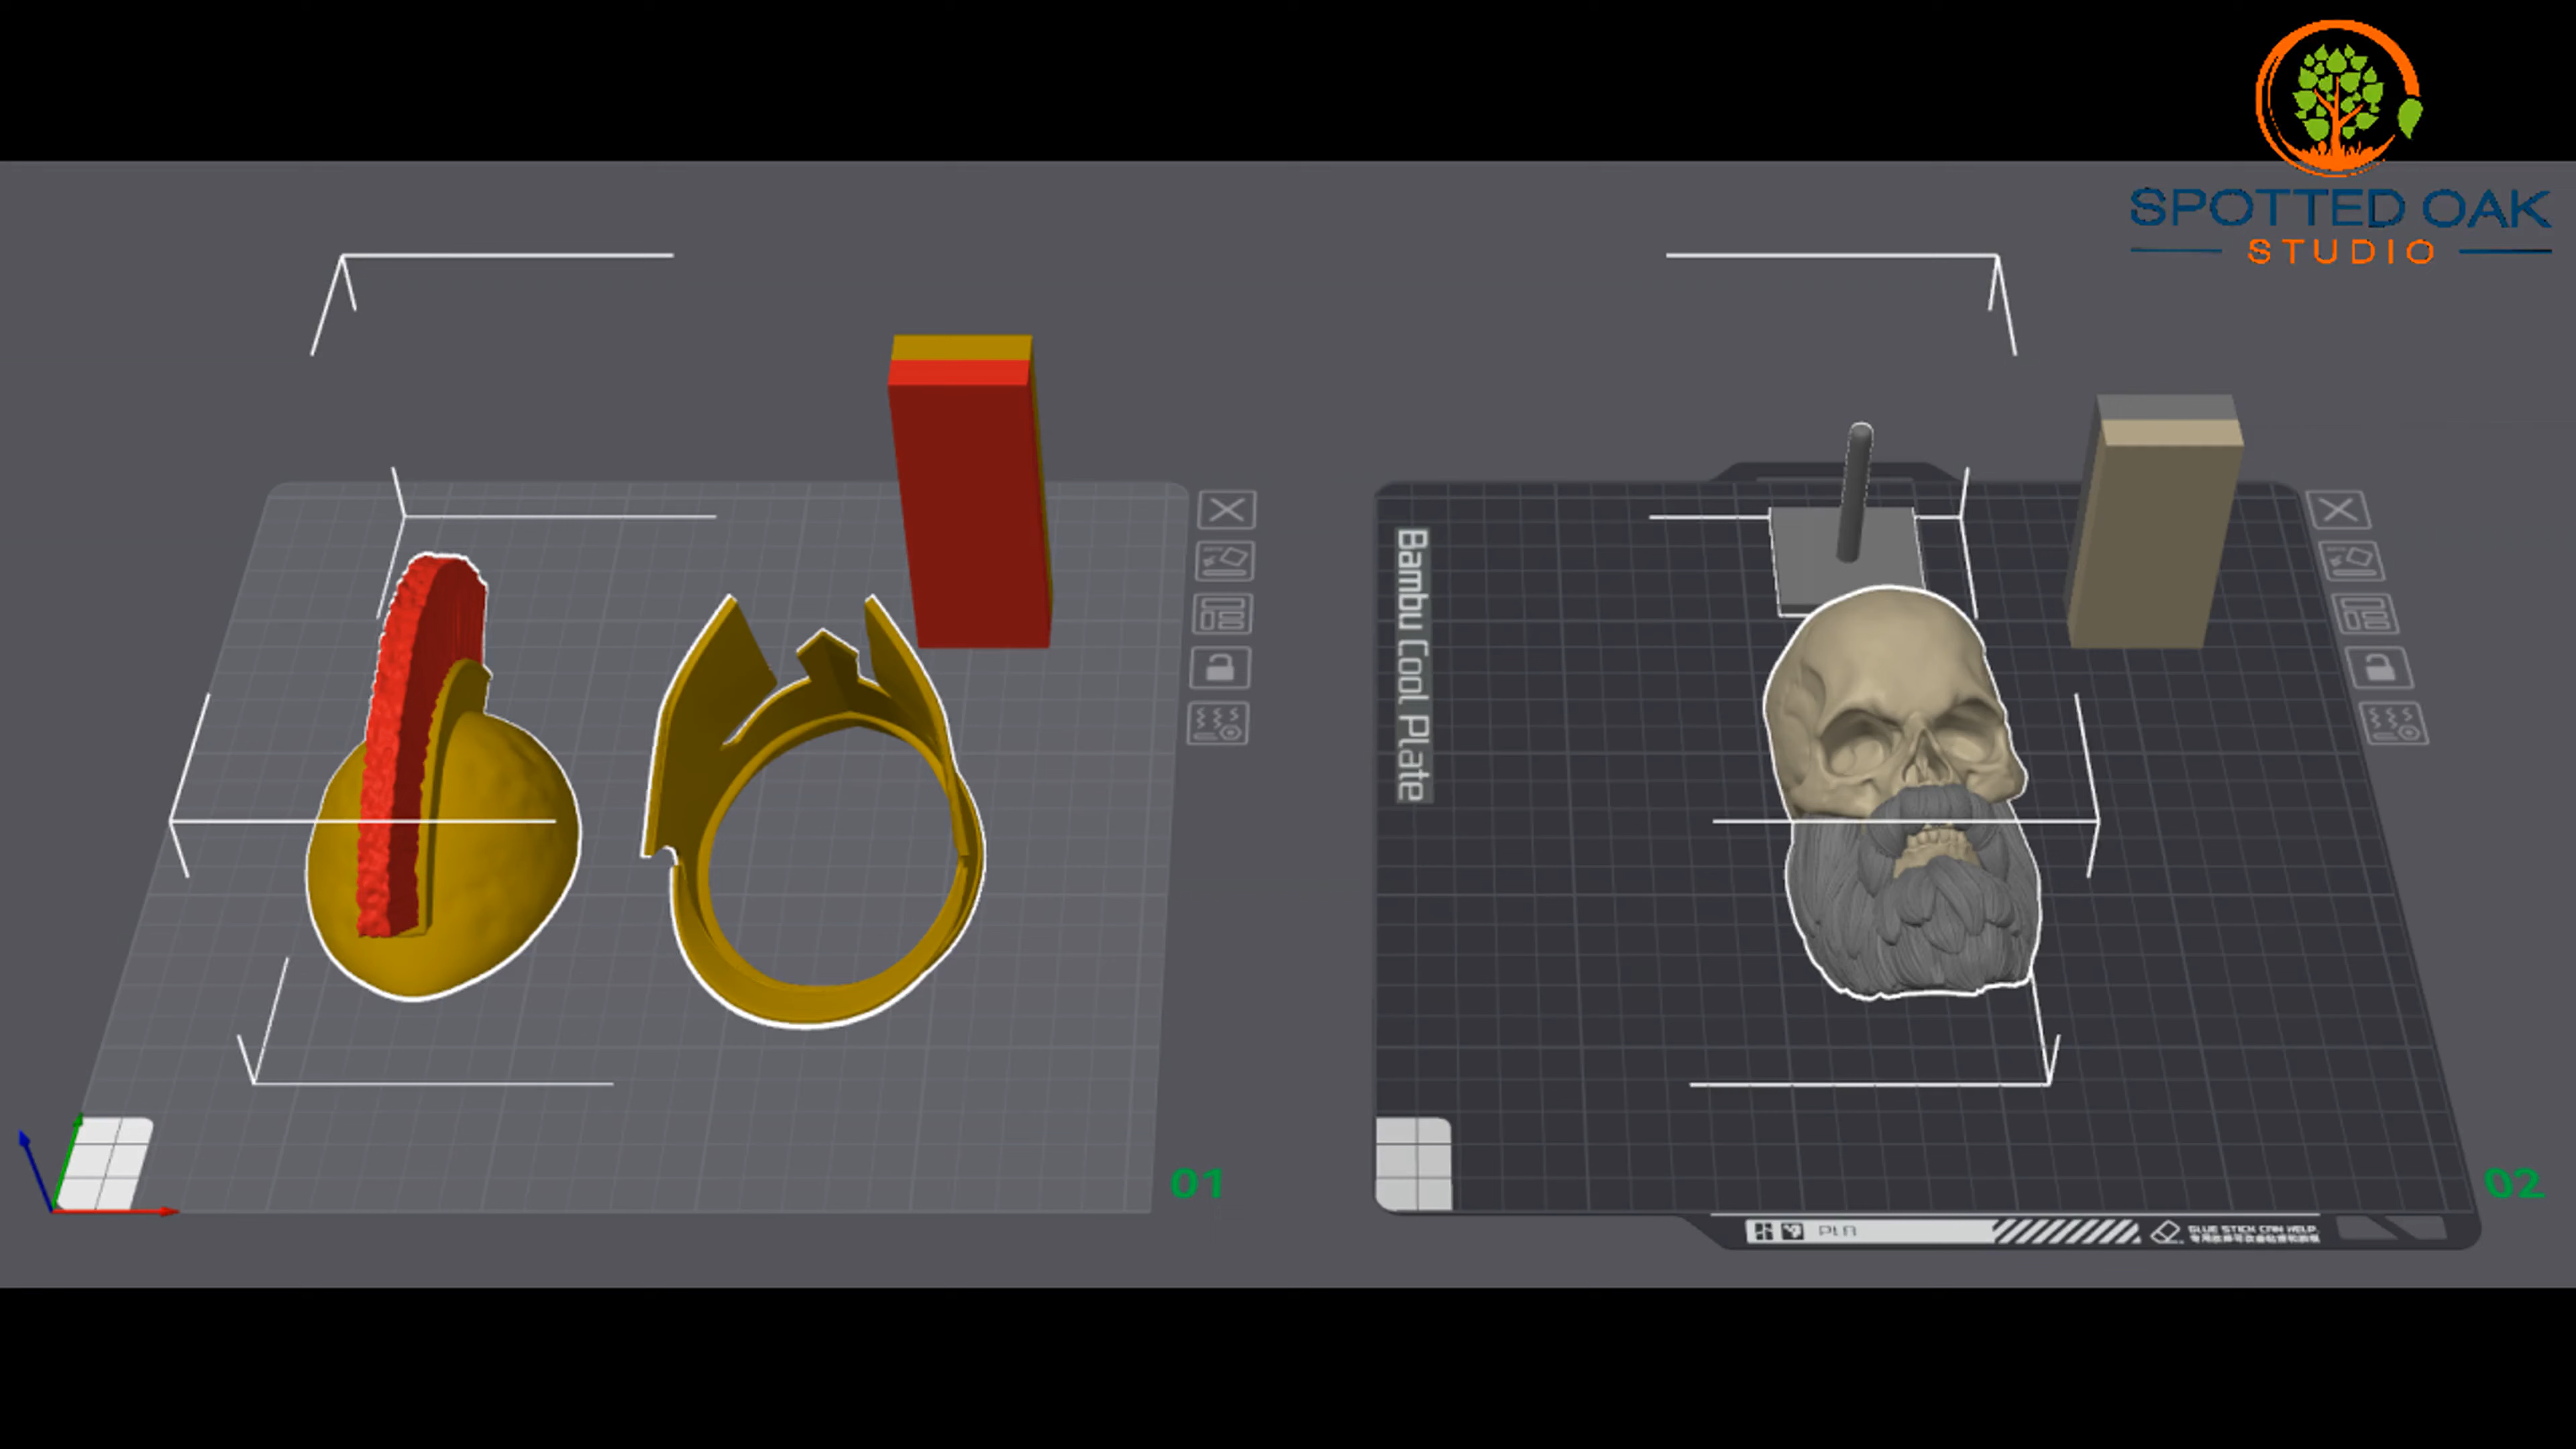 SPOTTED OAK
STUDIO
Bambu Cool Plate
01
02
PLA
GLUE STICK CAN HELP.